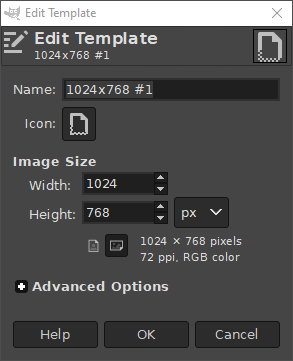 Edit Template
Edit Template
1024x768 #1
Name: 1024x768 #1
Icon:
Image Size
Width: 1024
Height: 768 px
1024 × 768 pixels
72 ppi, RGB color
Advanced Options
Help OK Cancel